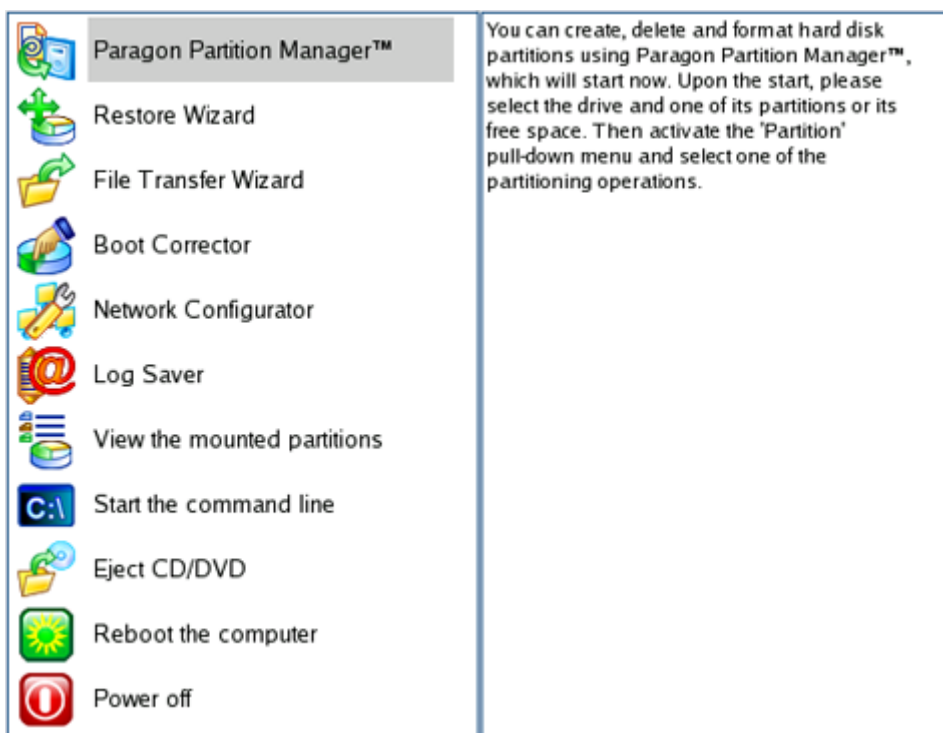 Paragon Partition Manager™
Restore Wizard
File Transfer Wizard
Boot Corrector
Network Configurator
@
Log Saver
View the mounted partitions
C:\
Start the command line
Eject CD/DVD
Reboot the computer
Power off
You can create, delete and format hard disk
partitions using Paragon Partition Manager™,
which will start now. Upon the start, please
select the drive and one of its partitions or its
free space. Then activate the 'Partition'
pull-down menu and select one of the
partitioning operations.